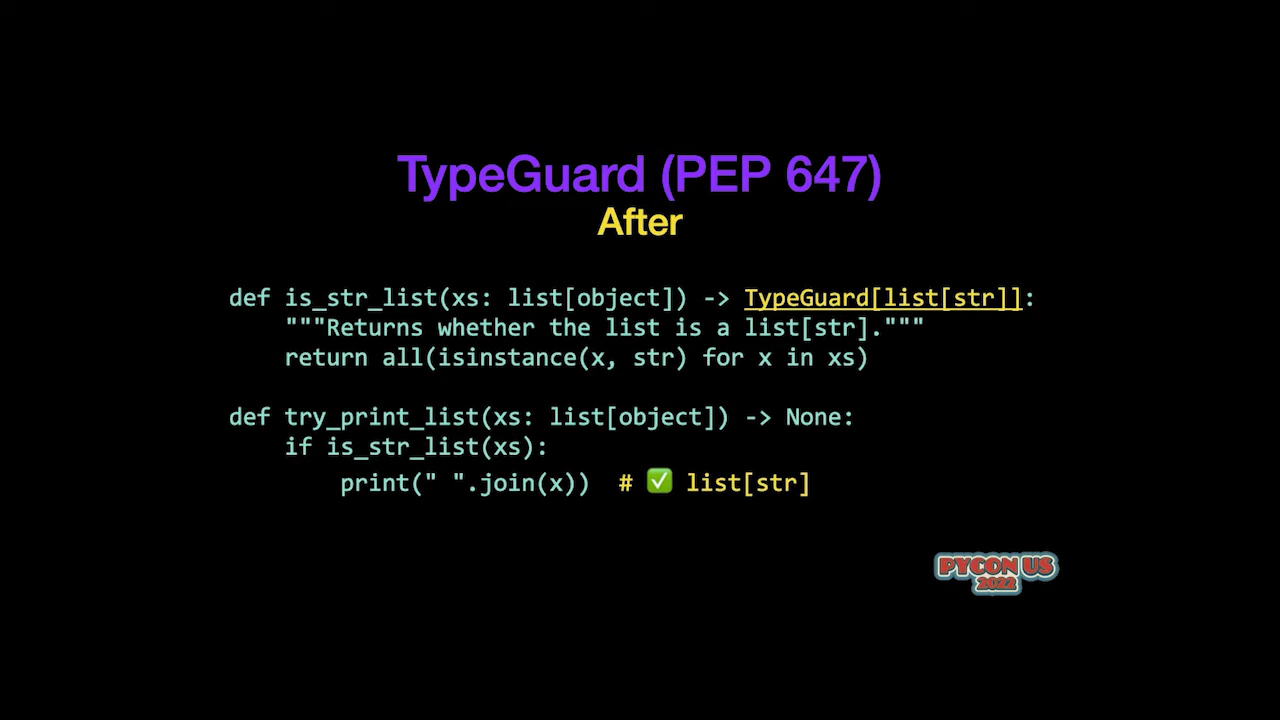 TypeGuard (PEP 647)
After
def is_str_list(xs: list[object]) -> TypeGuard[list[str]]:
    """Returns whether the list is a list[str]."""
    return all(isinstance(x, str) for x in xs)
def try_print_list(xs: list[object]) -> None:
    if is_str_list(xs):
        print(" ".join(x))  # ✅ list[str]
PYCON US
2022